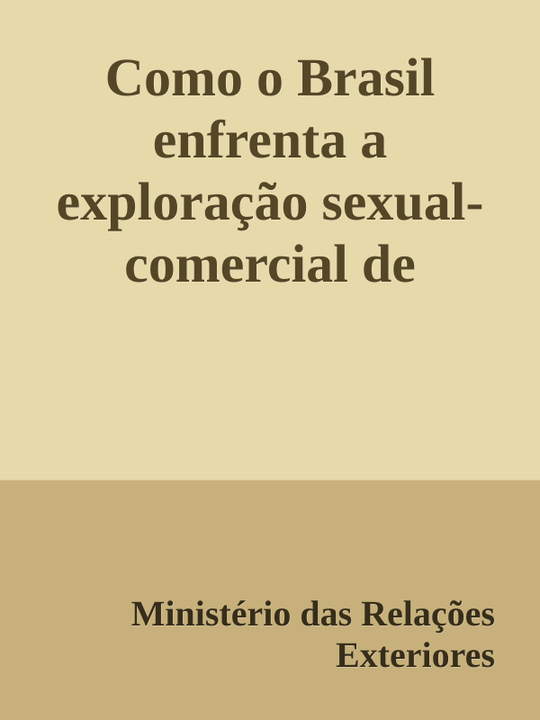 Como o Brasil
enfrenta a
exploração sexual-
comercial de
Ministério das Relações
Exteriores